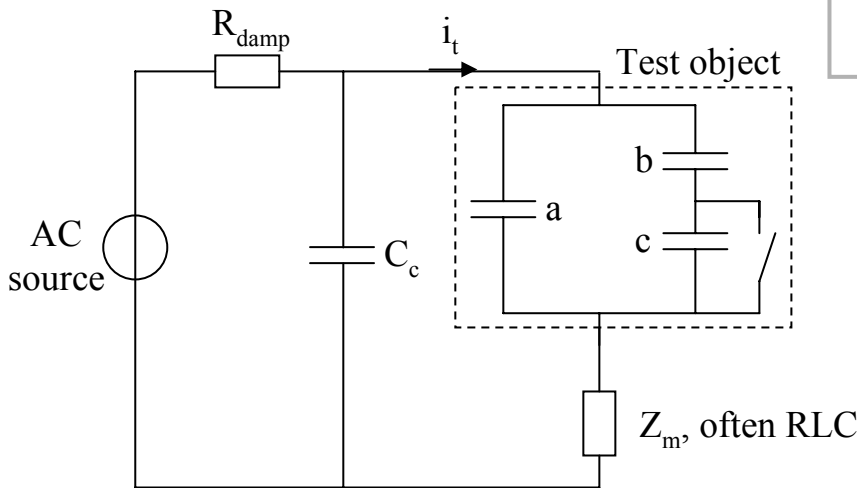 R_damp
i_t
Test object
b
a
AC
source
c
C_c
Z_m, often RLC